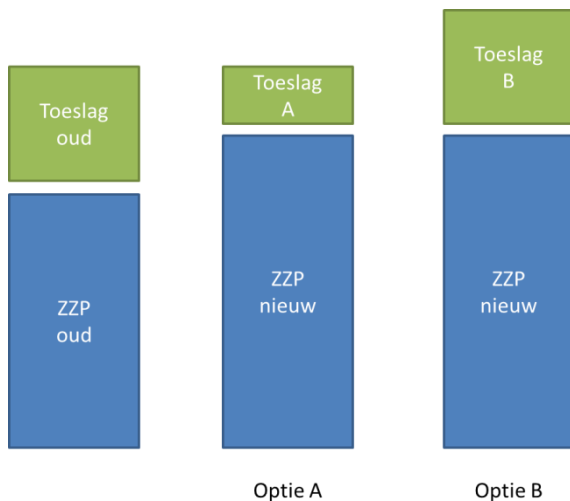 Toeslag
oud
ZZP
oud
Toeslag
A
ZZP
nieuw
Optie A
Toeslag
B
ZZP
nieuw
Optie B